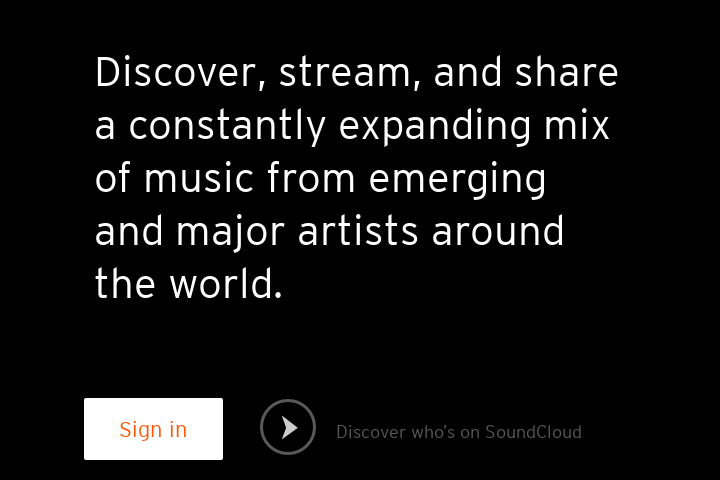 Discover, stream, and share
a constantly expanding mix
of music from emerging
and major artists around
the world.
Sign in
Discover who's on SoundCloud